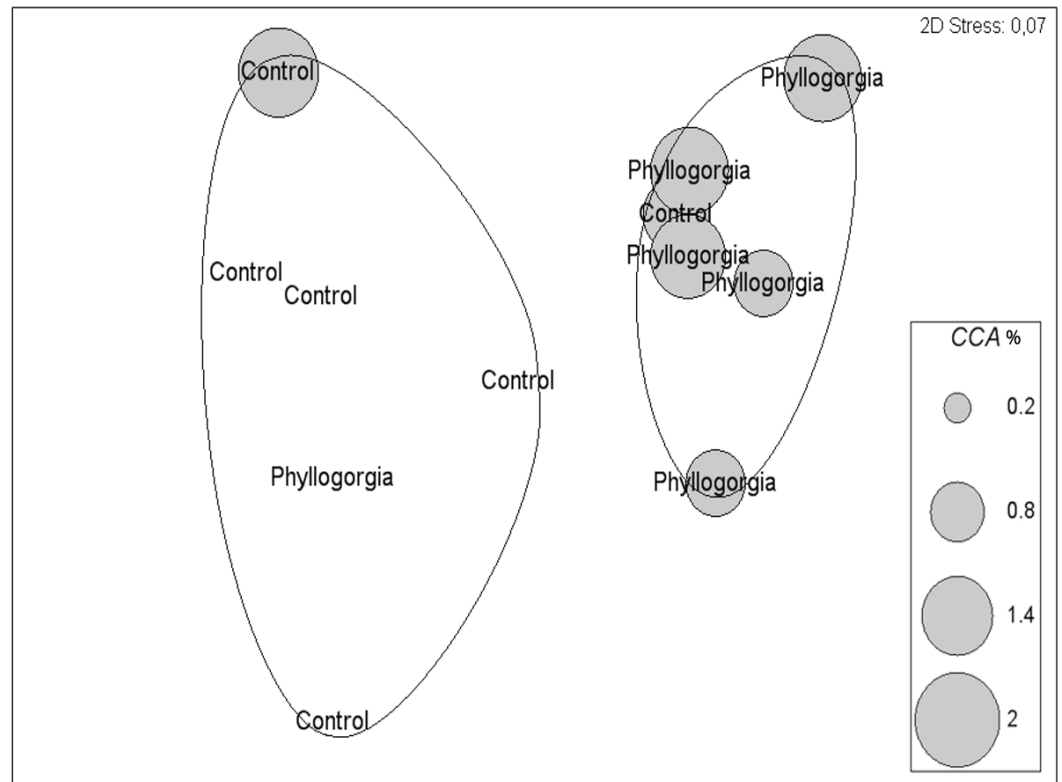 2D Stress: 0,07
Control
Phyllogorgia
Phyllogorgia
Control
Phyllogorgia
Control
Phyllogorgia
Control
Control
Phyllogorgia
Phyllogorgia
Control
CCA %
0.2
0.8
1.4
2